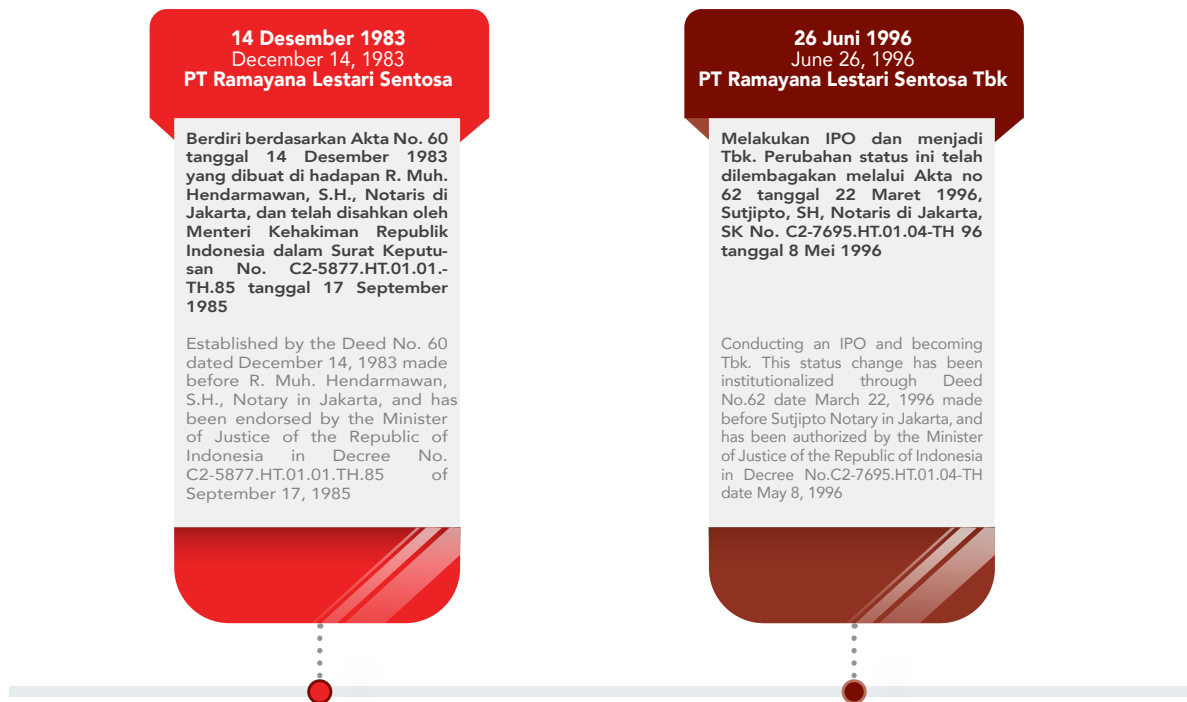 14 Desember 1983
December 14, 1983
PT Ramayana Lestari Sentosa
Berdiri berdasarkan Akta No. 60
tanggal 14 Desember 1983
yang dibuat di hadapan R. Muh.
Hendarmawan, S.H., Notaris di
Jakarta, dan telah disahkan oleh
Menteri Kehakiman Republik
Indonesia dalam Surat Keputu-
san No. C2-5877.HT.01.01.-
TH.85 tanggal 17 September
1985
Established by the Deed No. 60
dated December 14, 1983 made
before R. Muh. Hendarmawan,
S.H., Notary in Jakarta, and has
been endorsed by the Minister
of Justice of the Republic of
Indonesia in Decree No.
C2-5877.HT.01.01.TH.85 of
September 17, 1985
26 Juni 1996
June 26, 1996
PT Ramayana Lestari Sentosa Tbk
Melakukan IPO dan menjadi
Tbk. Perubahan status ini telah
dilembagakan melalui Akta no
62 tanggal 22 Maret 1996,
Sutjipto, SH, Notaris di Jakarta,
SK No. C2-7695.HT.01.04-TH 96
tanggal 8 Mei 1996
Conducting an IPO and becoming
Tbk. This status change has been
institutionalized through Deed
No.62 date March 22, 1996 made
before Sutjipto Notary in Jakarta, and
has been authorized by the Minister
of Justice of the Republic of Indonesia
in Decree No.C2-7695.HT.01.04-TH
date May 8, 1996